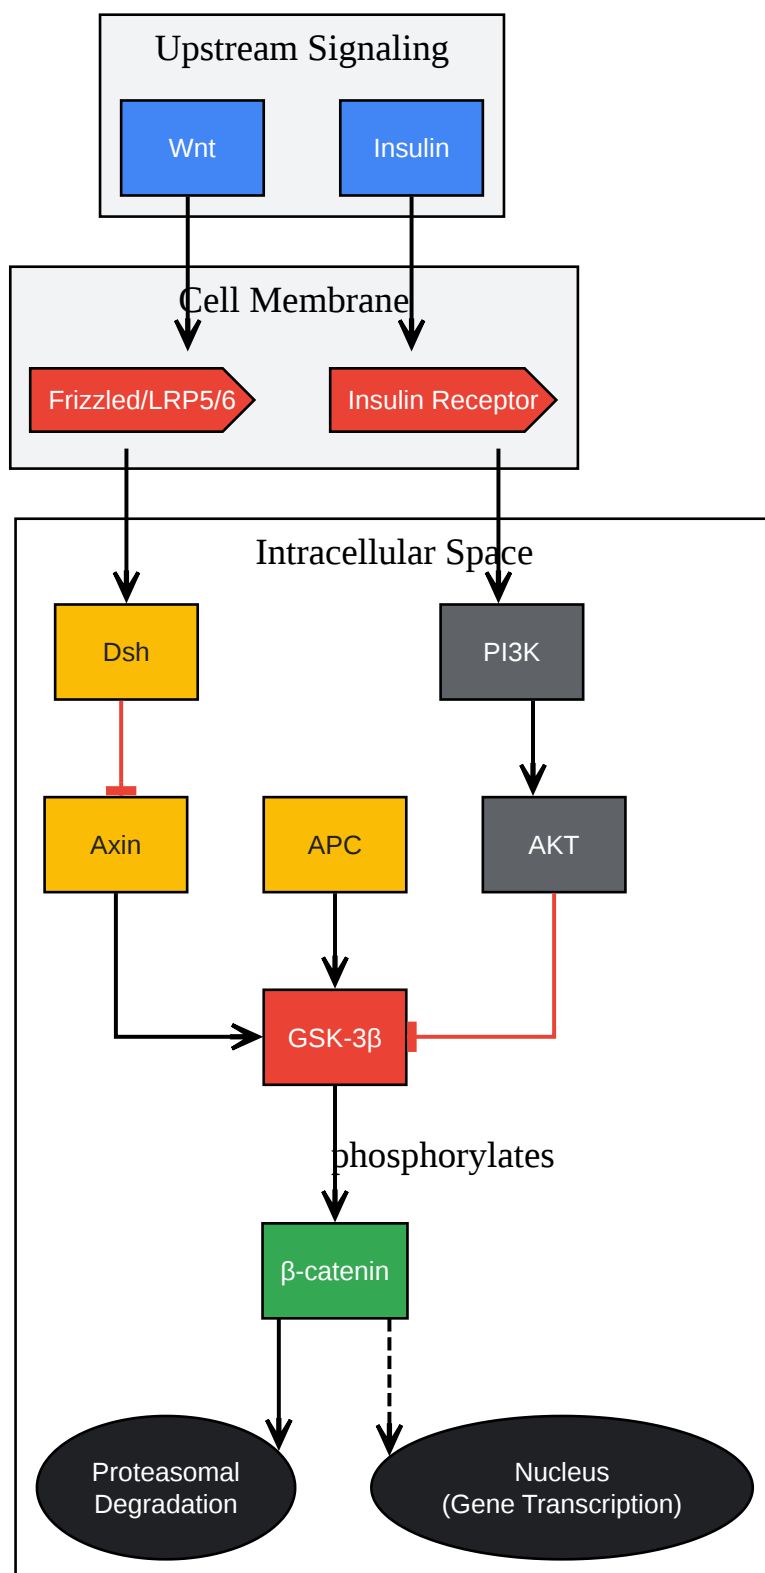 Upstream Signaling
Wnt
Insulin
Cell Membrane
Frizzled/LRP5/6
Insulin Receptor
Intracellular Space
Dsh
PI3K
Axin
APC
AKT
GSK-3β
phosphorylates
β-catenin
Proteasomal
Degradation
Nucleus
(Gene Transcription)